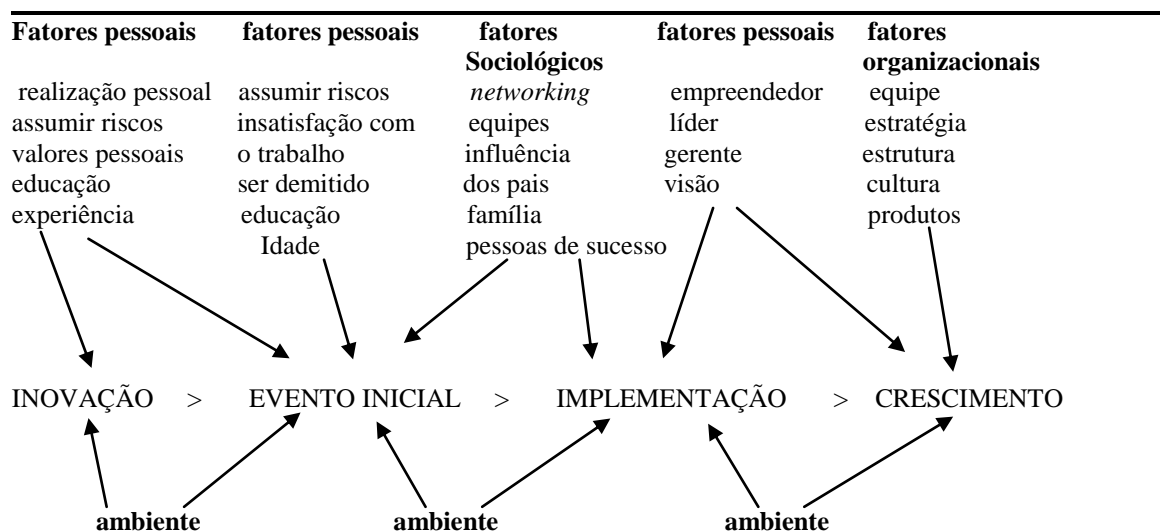 Fatores pessoais fatores pessoais fatores fatores pessoais fatores
Sociológicos organizacionais
realização pessoal assumir riscos networking empreendedor equipe
assumir riscos insatisfação com equipes líder estratégia
valores pessoais o trabalho influência gerente estrutura
educação ser demitido dos pais visão cultura
experiência educação família produtos
Idade pessoas de sucesso
INOVAÇÃO > EVENTO INICIAL > IMPLEMENTAÇÃO > CRESCIMENTO
ambiente ambiente ambiente